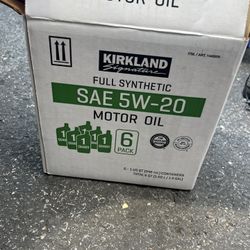 MOTOR OIL
KIRKLAND
Signature
FULL SYNTHETIC
SAE 5W-20
MOTOR OIL
6
PACK